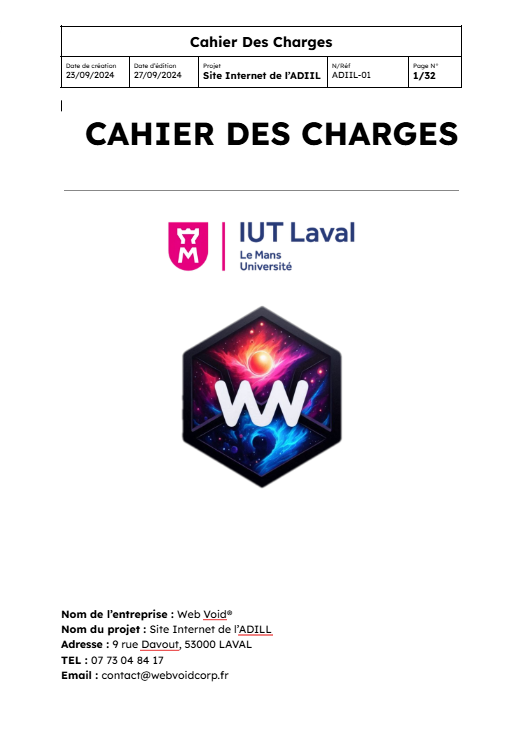 Cahier Des Charges
Date de création Date d'édition Projet N/Réf Page N°
23/09/2024 27/09/2024 Site Internet de l'ADIIL ADIIL-01 1/32
CAHIER DES CHARGES
IUT Laval
Le Mans
Université
M
W
Nom de l'entreprise : Web Void®
Nom du projet : Site Internet de l'ADILL
Adresse : 9 rue Davout, 53000 LAVAL
TEL : 07 73 04 84 17
Email : contact@webvoidcorp.fr